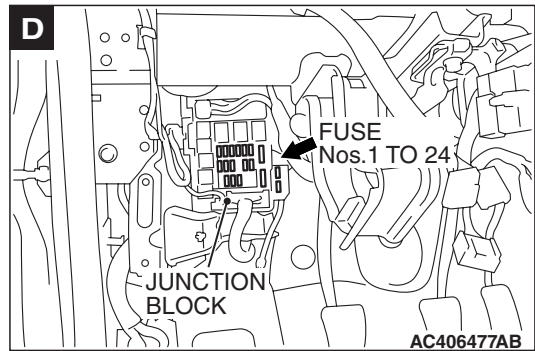 D
FUSE
Nos.1 TO 24
JUNCTION
BLOCK
AC406477AB